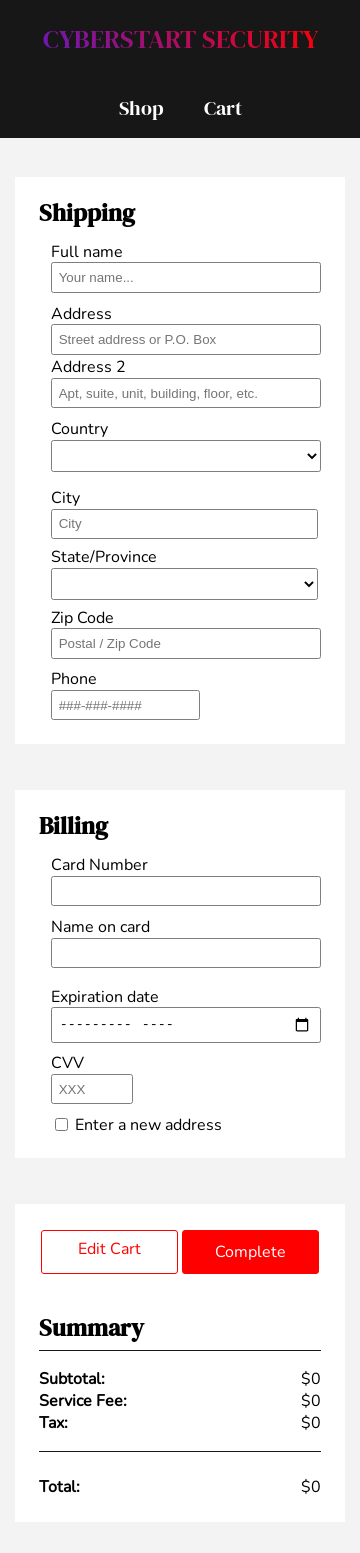 CYBERSTART SECURITY
Shop Cart
Shipping
Full name
Your name...
Address
Street address or P.O. Box
Address 2
Apt, suite, unit, building, floor, etc.
Country
City
City
State/Province
Zip Code
Postal / Zip Code
Phone
###-###-####
Billing
Card Number
Name on card
Expiration date
--------- ----
CVV
XXX
Enter a new address
Edit Cart Complete
Summary
Subtotal: $0
Service Fee: $0
Tax: $0
Total: $0